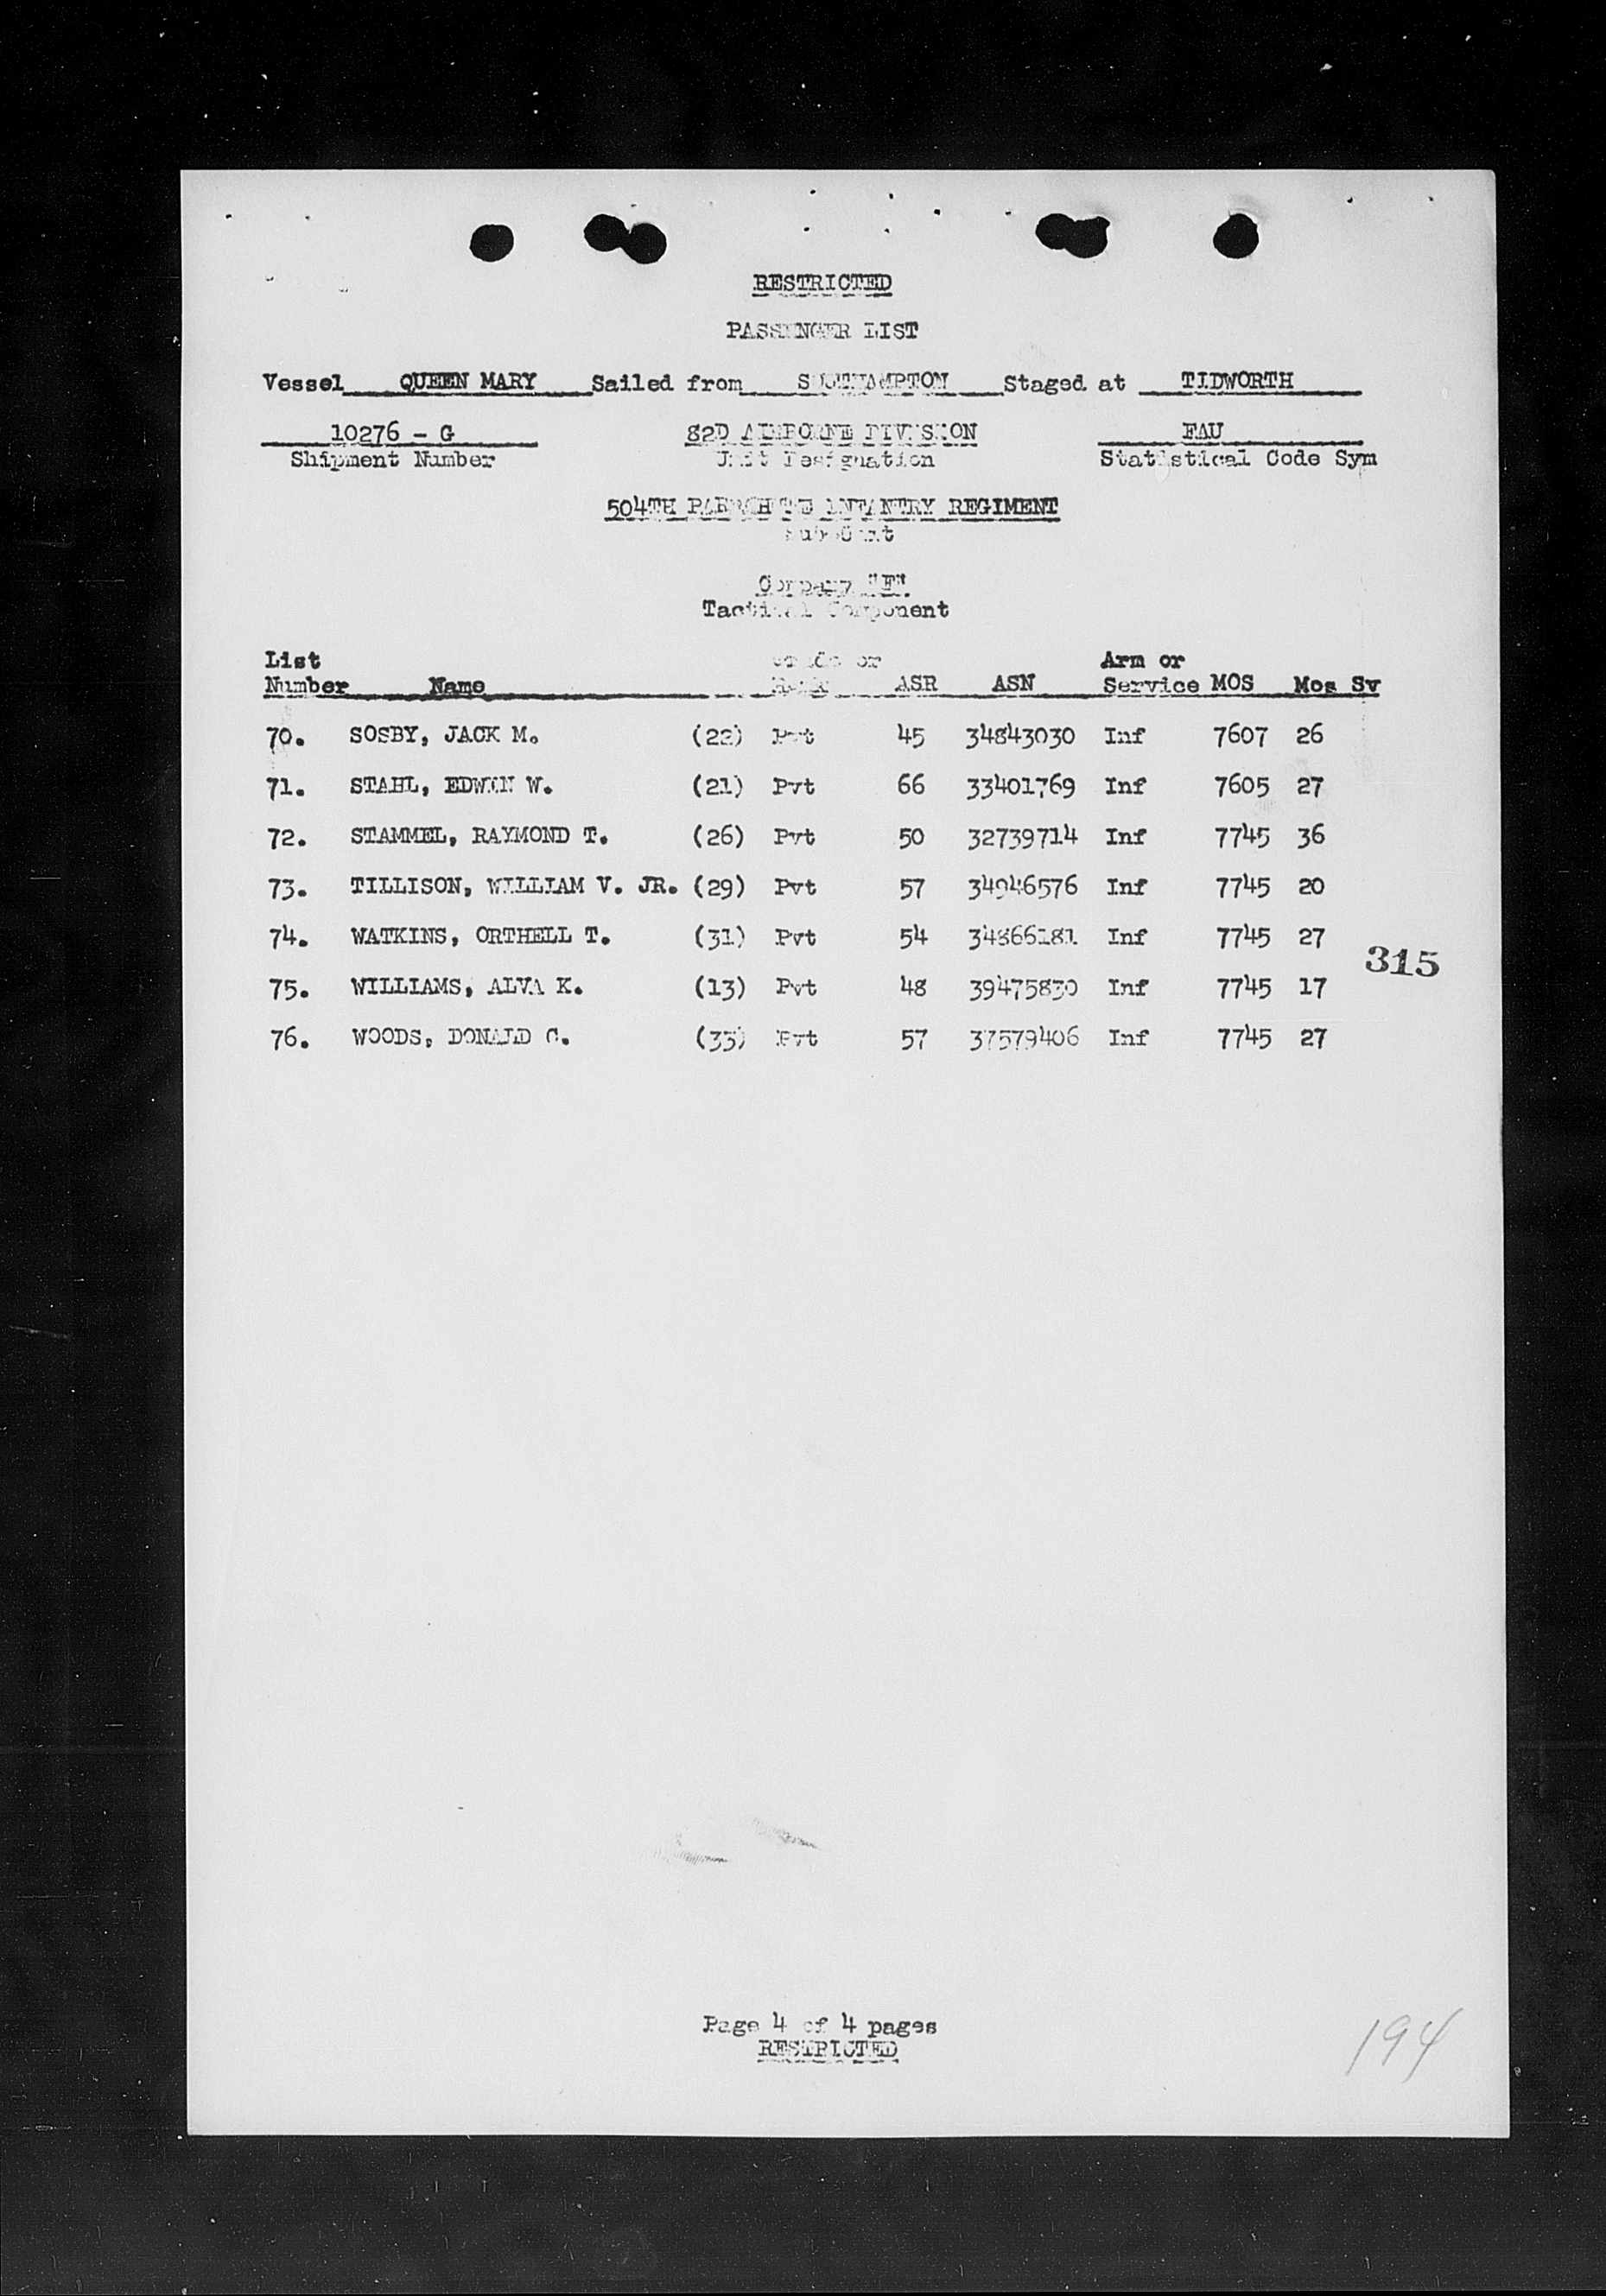 RESTRICTED
PASSENGER LIST
Vessel QUEEN MARY Sailed from SOUTHAMPTON Staged at TIDWORTH
10276 - G 82D AIRBORNE DIVISION FAU
Shipment Number Unit Designation Statistical Code Sym
504TH PARACHUTE INFANTRY REGIMENT
Sub-Unit
Company
Tactical Component
List Grade or Arm or
Number Name Rank ASR ASN Service MOS Mos Sv
70. SOSBY, JACK M. (22) Pvt 45 34843030 Inf 7607 26
71. STAHL, EDWIN W. (21) Pvt 66 33401769 Inf 7605 27
72. STAMMEL, RAYMOND T. (26) Pvt 50 32739714 Inf 7745 36
73. TILLISON, WILLIAM V. JR. (29) Pvt 57 34946576 Inf 7745 20
74. WATKINS, ORTHELL T. (31) Pvt 54 34866181 Inf 7745 27
315
75. WILLIAMS, ALVA K. (13) Pvt 48 39475830 Inf 7745 17
76. WOODS, DONALD C. (33) Pvt 57 37579406 Inf 7745 27
Page 4 of 4 pages
RESTRICTED
194